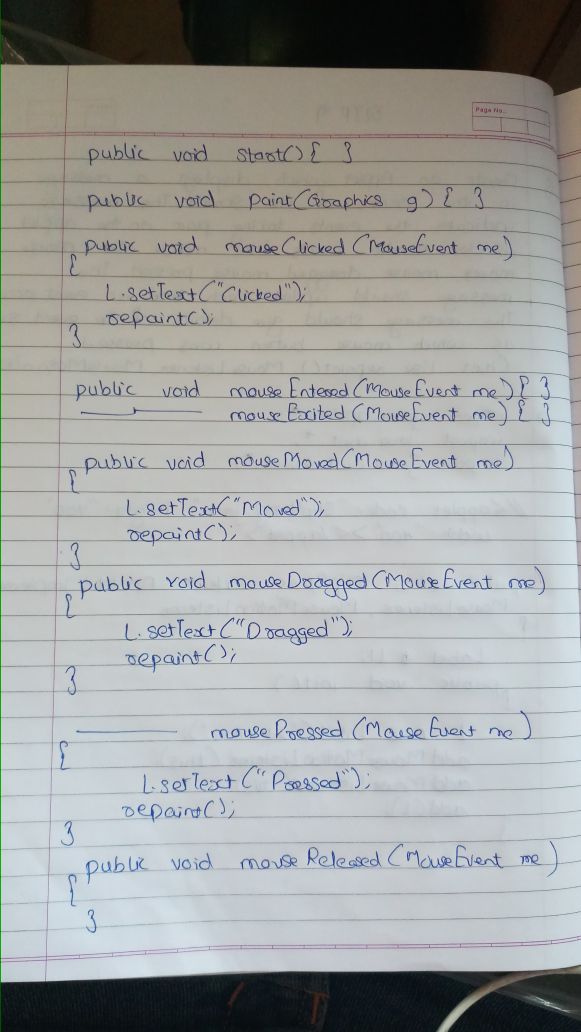 Page No.
public void start() { }
public void paint(Graphics g) { }
public void mouseClicked (MouseEvent me)
{
L.setText("Clicked");
repaint();
}
public void mouseEntered (MouseEvent me) { }
mouseExited (MouseEvent me) { }
public void mouseMoved (MouseEvent me)
{
L.setText("Moved");
repaint();
}
public void mouseDragged (MouseEvent me)
{
L.setText("Dragged");
repaint();
}
mousePressed (MouseEvent me)
{
L.setText("Pressed");
repaint();
}
public void mouseReleased (MouseEvent me)
{
}